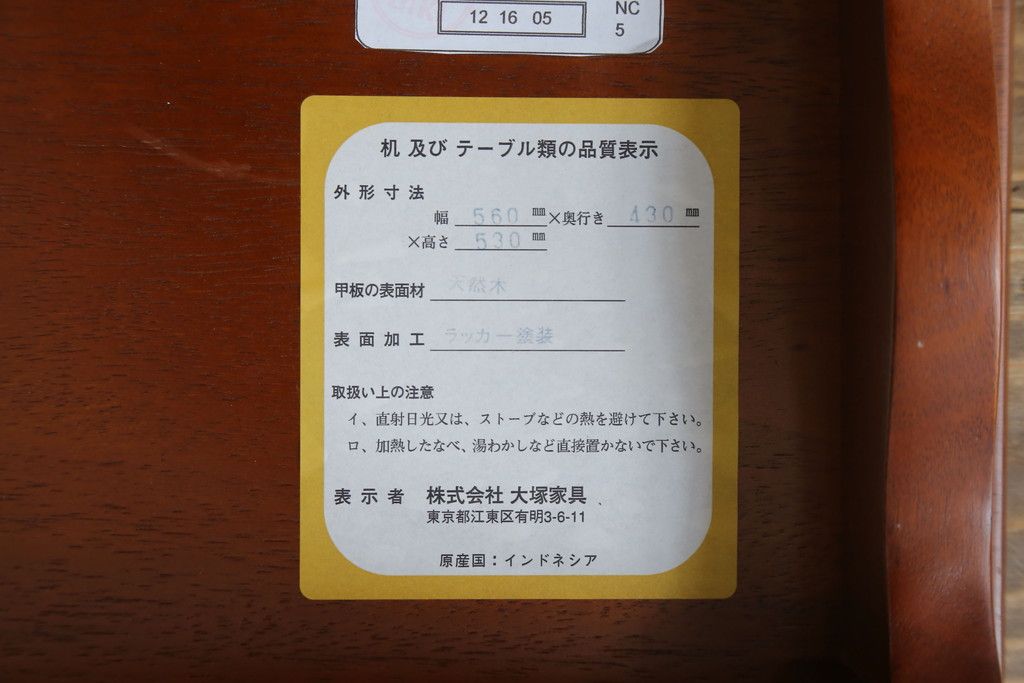 12 16 05
NC
5
机 及び テーブル類の品質表示
外形寸法
幅 560 mm×奥行き 430 mm
×高さ 530 mm
甲板の表面材 天然木
表面加工 ラッカー塗装
取扱い上の注意
イ、直射日光又は、ストーブなどの熱を避けて下さい。
ロ、加熱したなべ、湯わかしなど直接置かないで下さい。
表示者 株式会社 大塚家具
東京都江東区有明3-6-11
原産国：インドネシア